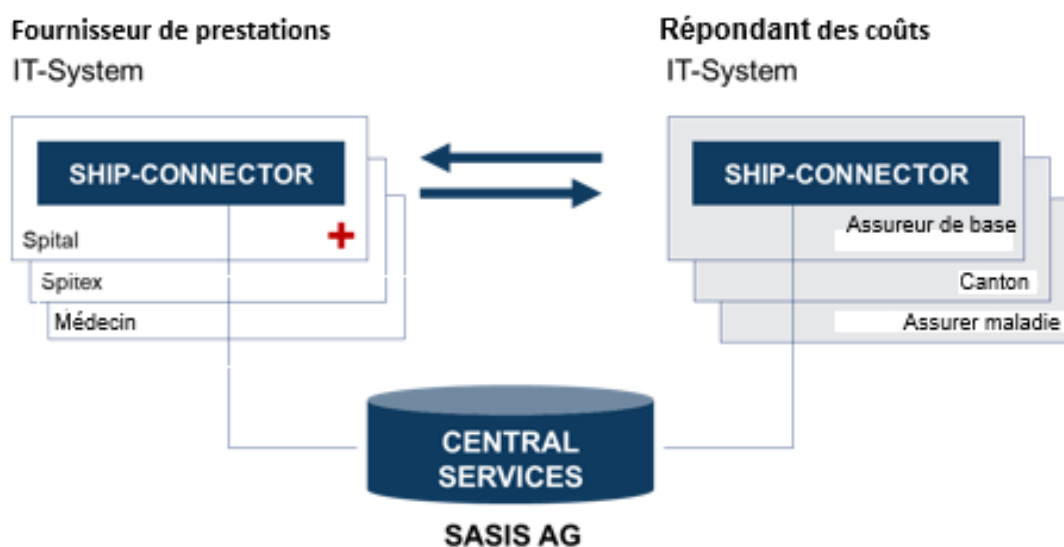 Fournisseur de prestations
IT-System
Répondant des coûts
IT-System
SHIP-CONNECTOR
Spital
Spitex
Médecin
SHIP-CONNECTOR
Assureur de base
Canton
Assurer maladie
CENTRAL
SERVICES
SASIS AG